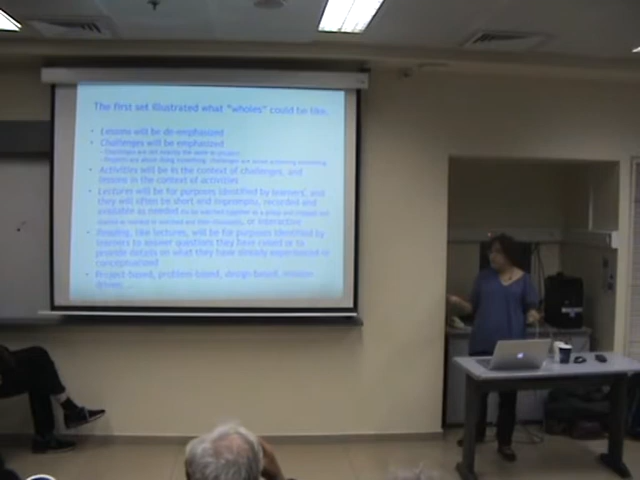 The first set illustrated what "wholes" could be like.
• Lessons will be de-emphasized
• Challenges will be emphasized
• Activities will be in the context of challenges, and
lessons in the context of activities
• Lectures will be for purposes identified by learners, and
they will often be short and impromptu, recorded and
available as needed
or interaction
• Reading, like lectures, will be for purposes identified by
learners to answer questions they have raised or to
provide details on what they have already experienced or
conceptualized
• Project-based, problem-based, design-based, mission
driven, ...